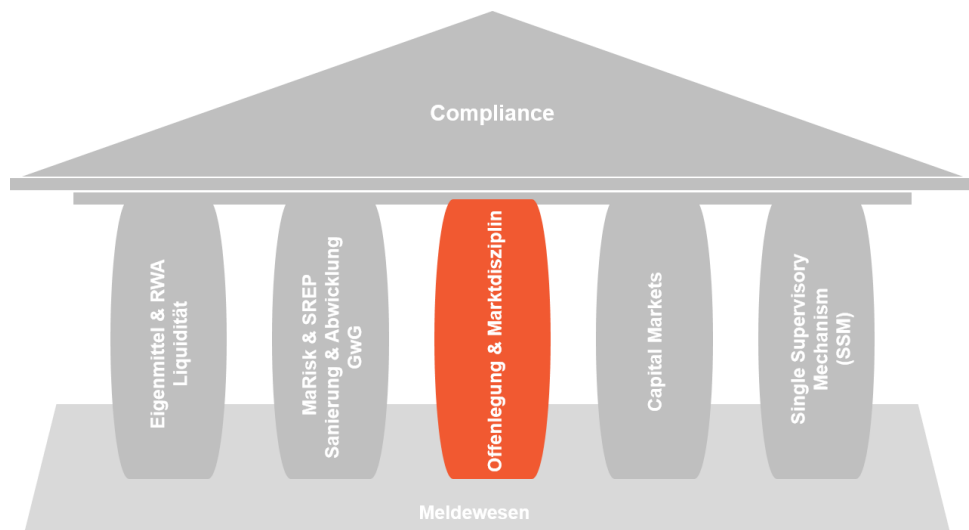 Compliance
Eigenmittel & RWA
Liquidität
MaRisk & SREP
Sanierung & Abwicklung
GwG
Offenlegung & Marktdisziplin
Capital Markets
Single Supervisory
Mechanism
(SSM)
Meldewesen